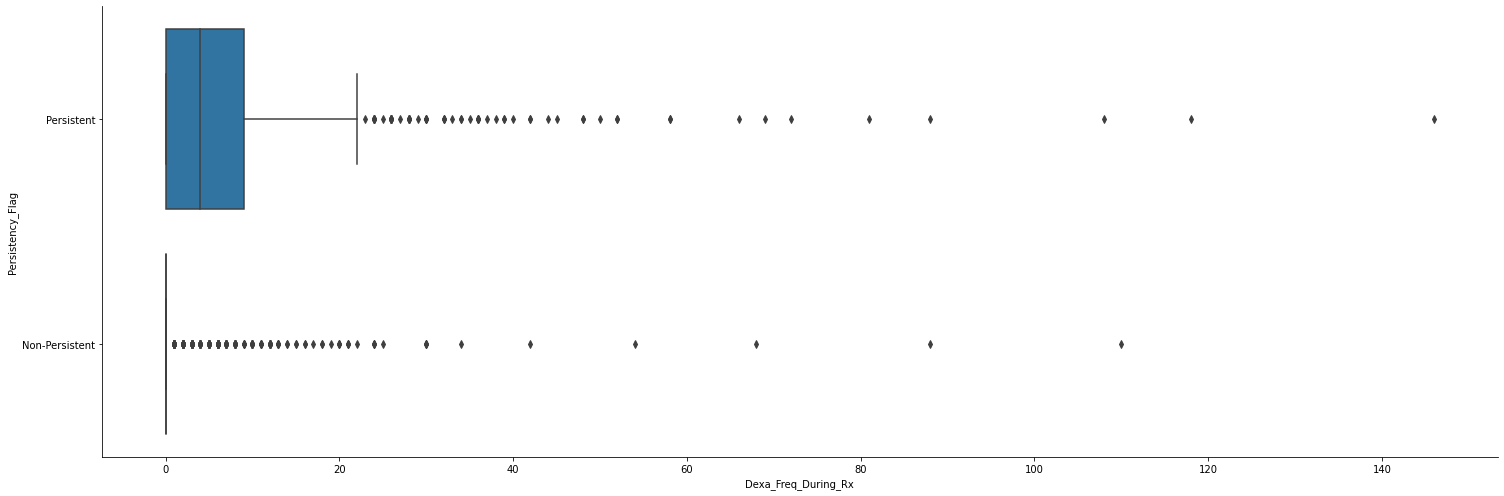 Persistent
Persistency_Flag
Non-Persistent
0 20 40 60 80 100 120 140
Dexa_Freq_During_Rx